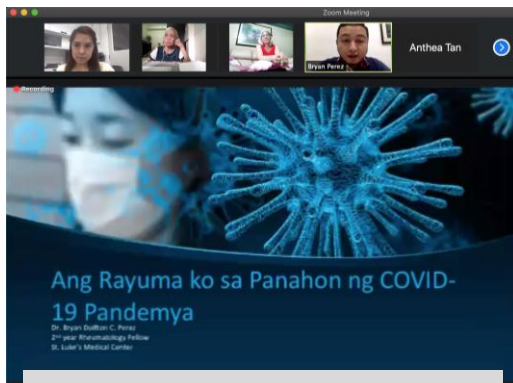 Zoom Meeting
Bryan Perez
Anthea Tan
Recording
Ang Rayuma ko sa Panahon ng COVID-
19 Pandemya
Dr. Bryan C. Perez
2nd year Rheumatology Fellow
St. Luke's Medical Center